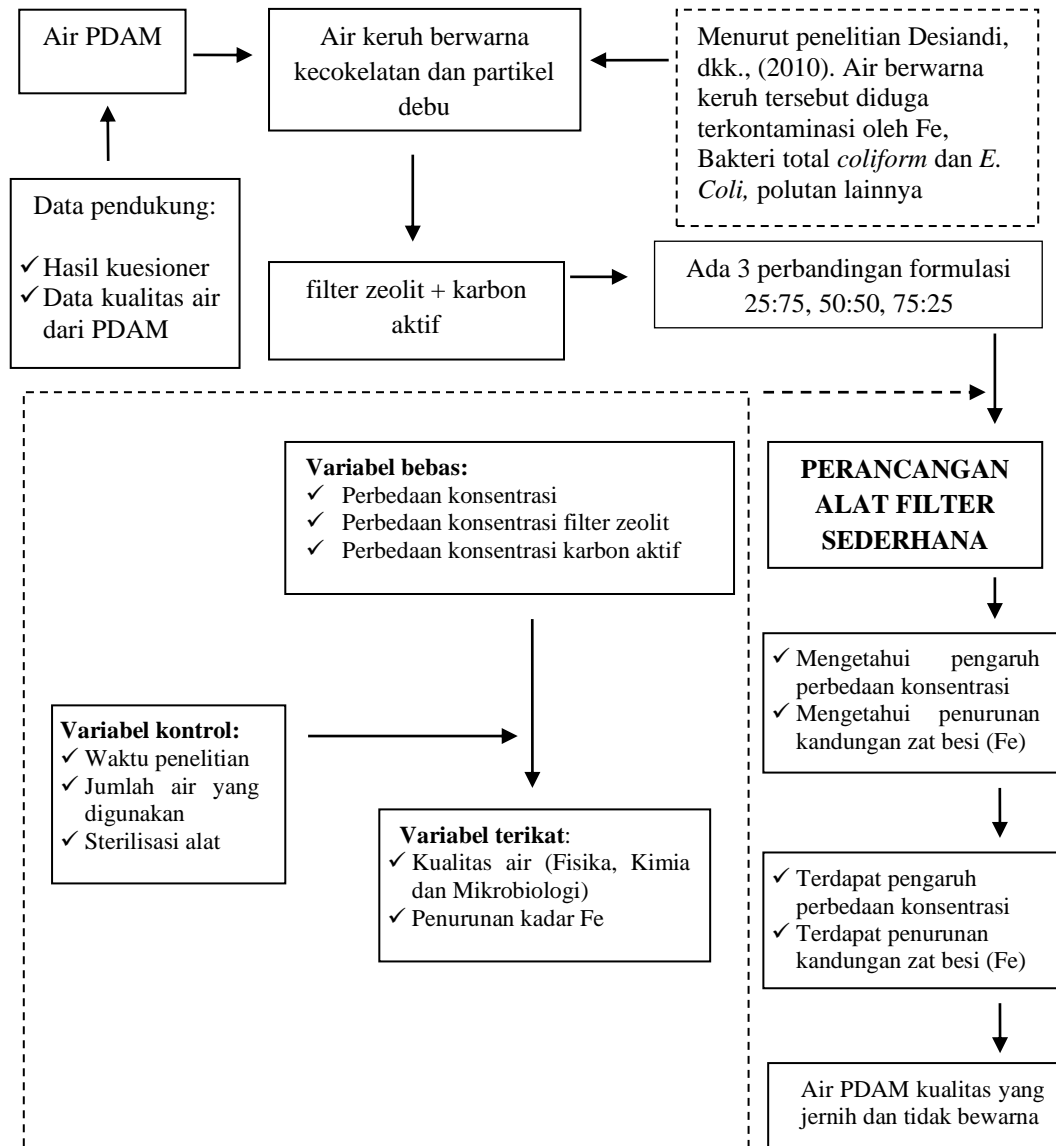 Air PDAM
Air keruh berwarna
kecokelatan dan partikel
debu
Menurut penelitian Desiandi,
dkk., (2010). Air berwarna
keruh tersebut diduga
terkontaminasi oleh Fe,
Bakteri total coliform dan E.
Coli, polutan lainnya
Data pendukung:
✓ Hasil kuesioner
✓ Data kualitas air
dari PDAM
filter zeolit + karbon
aktif
Ada 3 perbandingan formulasi
25:75, 50:50, 75:25
Variabel bebas:
✓ Perbedaan konsentrasi
✓ Perbedaan konsentrasi filter zeolit
✓ Perbedaan konsentrasi karbon aktif
PERANCANGAN
ALAT FILTER
SEDERHANA
✓ Mengetahui pengaruh
perbedaan konsentrasi
✓ Mengetahui penurunan
kandungan zat besi (Fe)
Variabel kontrol:
✓ Waktu penelitian
✓ Jumlah air yang
digunakan
✓ Sterilisasi alat
Variabel terikat:
✓ Kualitas air (Fisika, Kimia
dan Mikrobiologi)
✓ Penurunan kadar Fe
✓ Terdapat pengaruh
perbedaan konsentrasi
✓ Terdapat penurunan
kandungan zat besi (Fe)
Air PDAM kualitas yang
jernih dan tidak bewarna